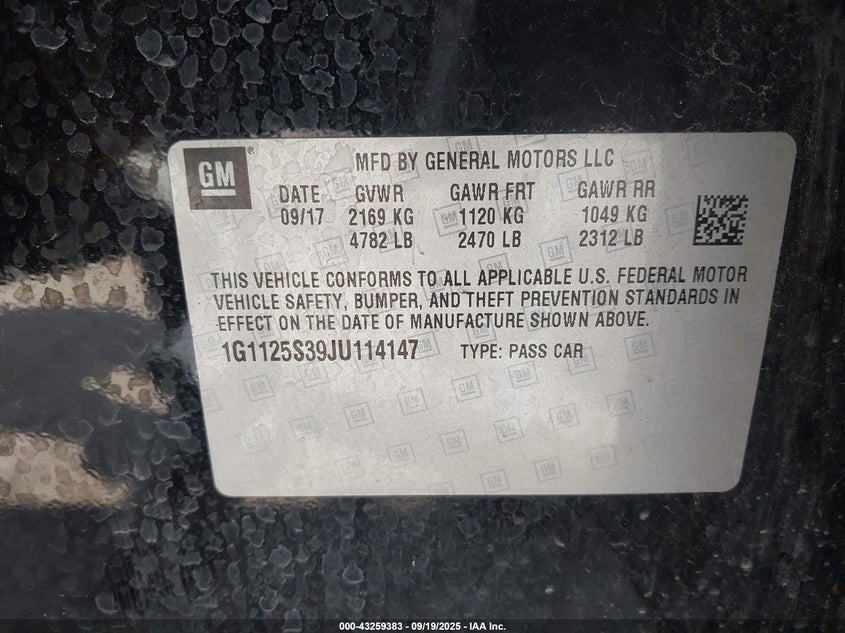 GM
MFD BY GENERAL MOTORS LLC
DATE GVWR GAWR FRT GAWR RR
09/17 2169 KG 1120 KG 1049 KG
4782 LB 2470 LB 2312 LB
THIS VEHICLE CONFORMS TO ALL APPLICABLE U.S. FEDERAL MOTOR
VEHICLE SAFETY, BUMPER, AND THEFT PREVENTION STANDARDS IN
EFFECT ON THE DATE OF MANUFACTURE SHOWN ABOVE.
1G1125S39JU114147 TYPE: PASS CAR
000-43259383 / 09/19/2025 - IAA Inc.